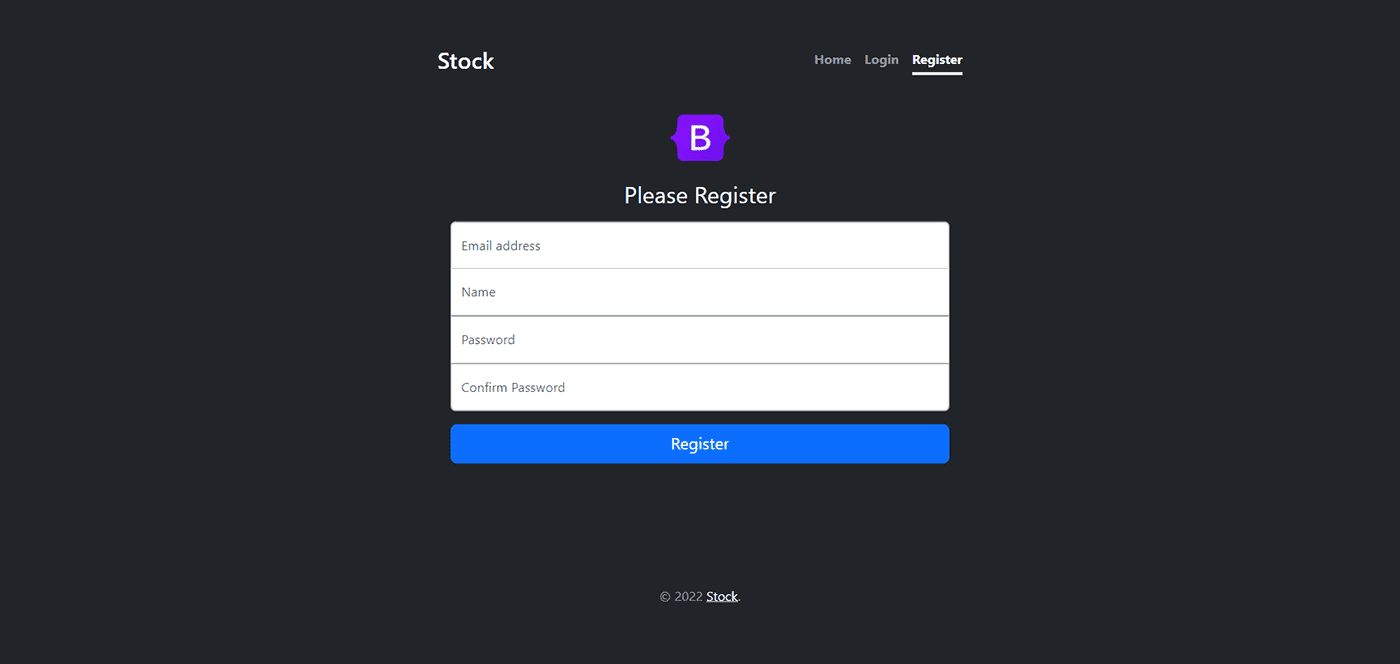 Stock
Home Login Register
B
Please Register
Email address
Name
Password
Confirm Password
Register
© 2022 Stock.